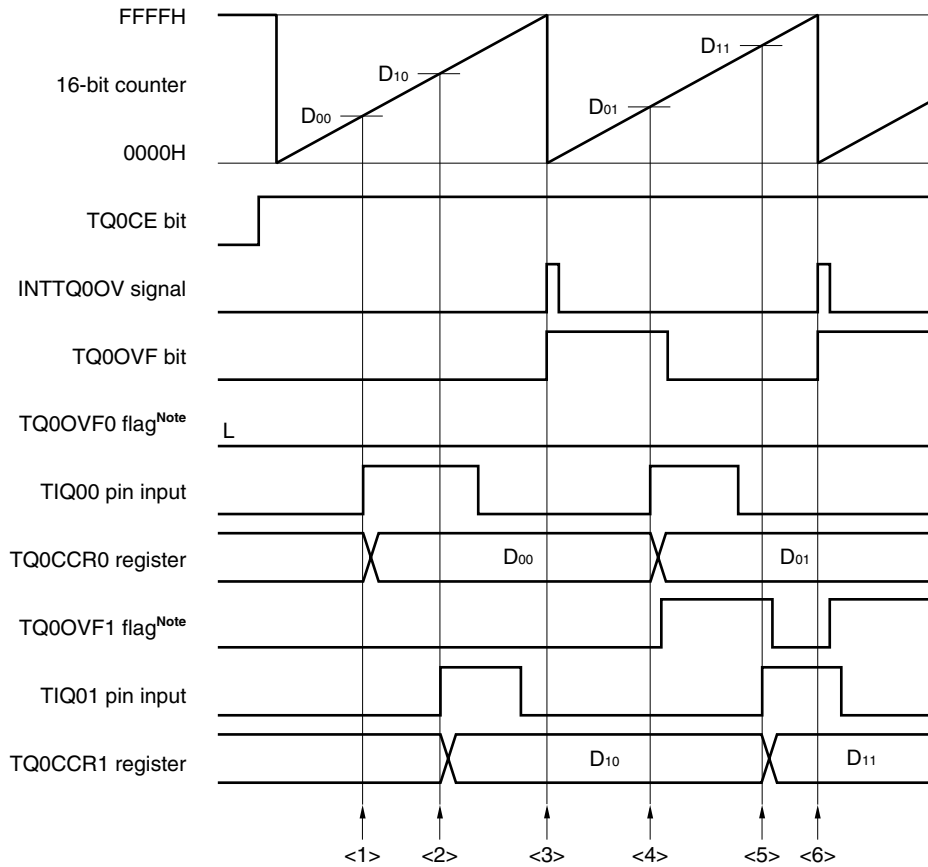 FFFFH
D11
D10
16-bit counter
D00
D01
0000H
TQ0CE bit
INTTQ0OV signal
TQ0OVF bit
TQ0OVF0 flagNote
L
TIQ00 pin input
TQ0CCR0 register
D00
D01
TQ0OVF1 flagNote
TIQ01 pin input
TQ0CCR1 register
D10
D11
<1> <2> <3> <4> <5> <6>